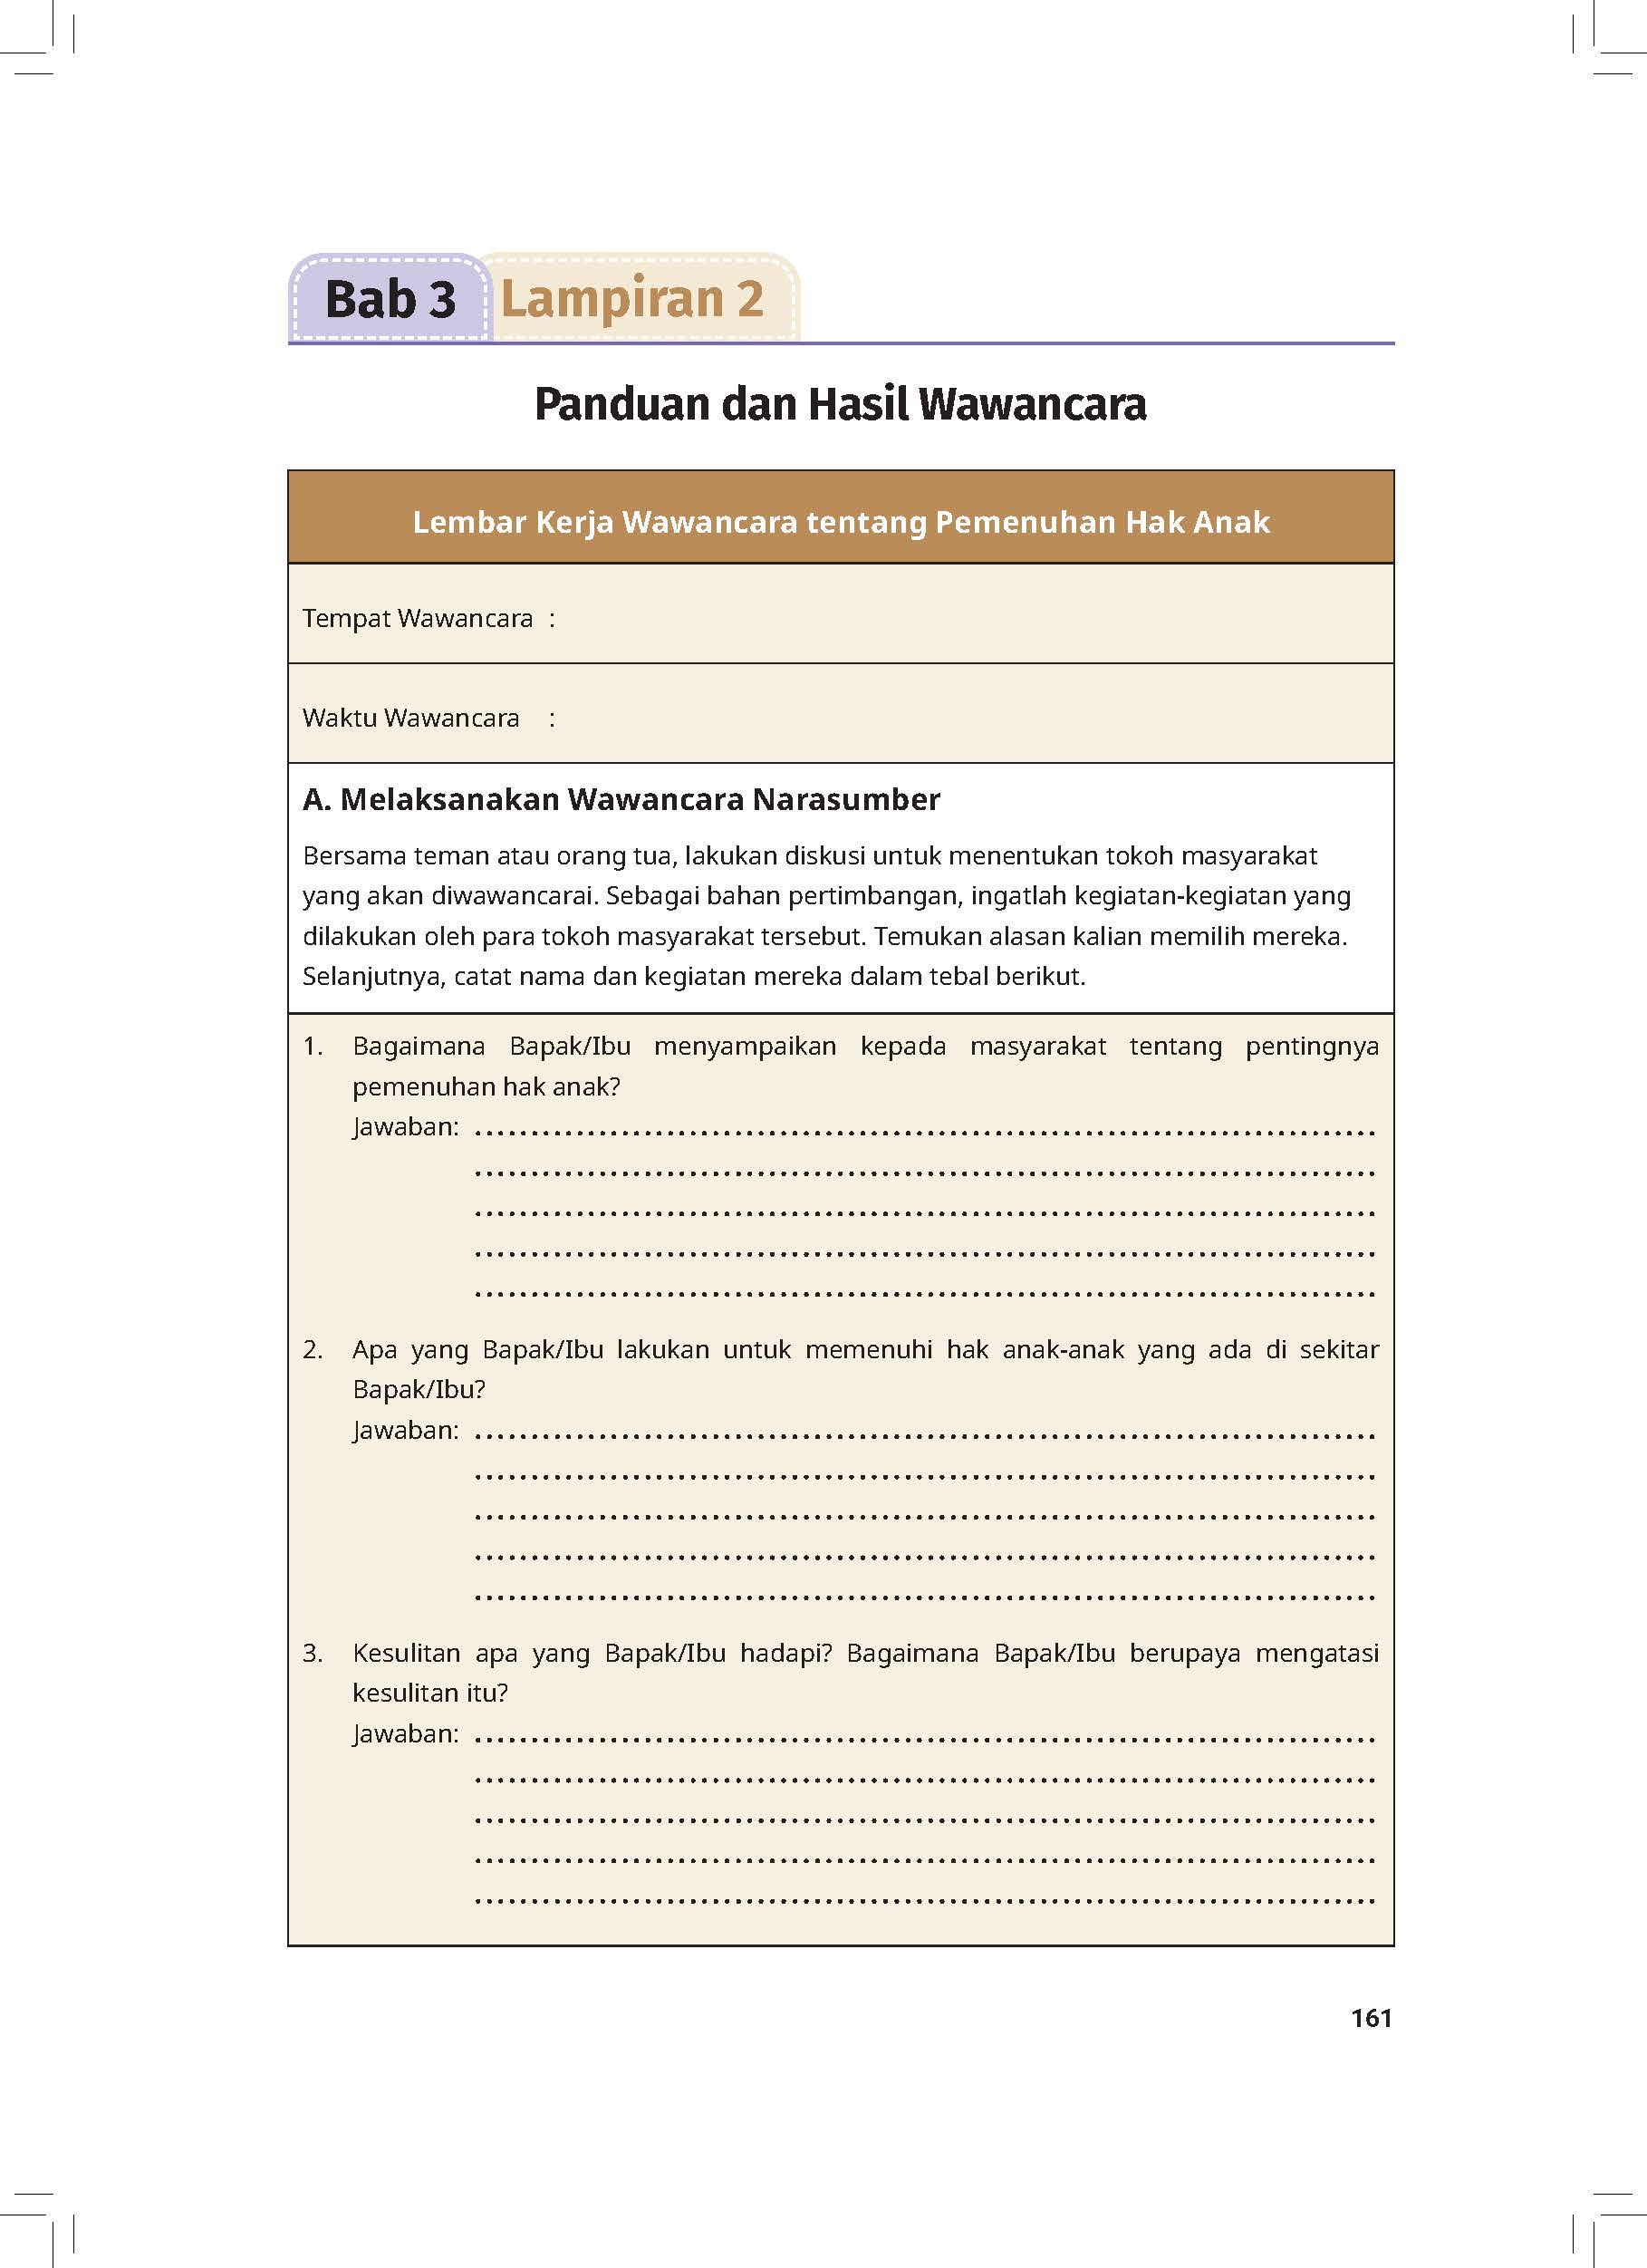 Bab 3 Lampiran 2
Panduan dan Hasil Wawancara
Lembar Kerja Wawancara tentang Pemenuhan Hak Anak
Tempat Wawancara :
Waktu Wawancara :
A. Melaksanakan Wawancara Narasumber
Bersama teman atau orang tua, lakukan diskusi untuk menentukan tokoh masyarakat
yang akan diwawancarai. Sebagai bahan pertimbangan, ingatlah kegiatan-kegiatan yang
dilakukan oleh para tokoh masyarakat tersebut. Temukan alasan kalian memilih mereka.
Selanjutnya, catat nama dan kegiatan mereka dalam tebal berikut.
1. Bagaimana Bapak/Ibu menyampaikan kepada masyarakat tentang pentingnya
pemenuhan hak anak?
Jawaban: ................................................................................
................................................................................
................................................................................
................................................................................
................................................................................
2. Apa yang Bapak/Ibu lakukan untuk memenuhi hak anak-anak yang ada di sekitar
Bapak/Ibu?
Jawaban: ................................................................................
................................................................................
................................................................................
................................................................................
................................................................................
3. Kesulitan apa yang Bapak/Ibu hadapi? Bagaimana Bapak/Ibu berupaya mengatasi
kesulitan itu?
Jawaban: ................................................................................
................................................................................
................................................................................
................................................................................
................................................................................
161